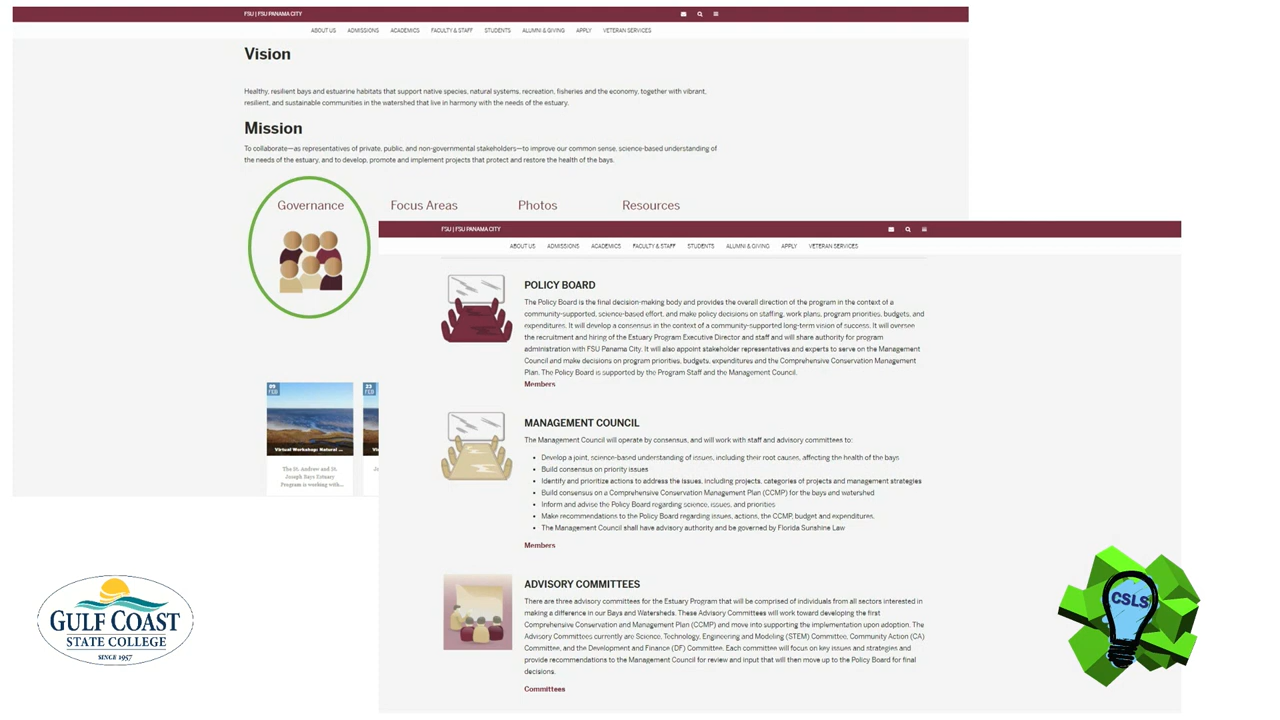 FSU | FSU PANAMA CITY
ABOUT US ADMISSIONS ACADEMICS FACULTY & STAFF STUDENTS ALUMNI & GIVING APPLY VETERAN SERVICES
Vision
Healthy, resilient bays and estuarine habitats that support native species, natural systems, recreation, fisheries and the economy, together with vibrant,
resilient, and sustainable communities in the watershed that live in harmony with the needs of the estuary.
Mission
To collaborate—as representatives of private, public, and non-governmental stakeholders—to improve our common sense, science-based understanding of
the needs of the estuary, and to develop, promote and implement projects that protect and restore the health of the bays.
Governance Focus Areas Photos Resources
09 FEB
23 FEB
Virtual Workshop: Natural ...
The St. Andrew and St.
Joseph Bays Estuary
Program is working with...
FSU | FSU PANAMA CITY
ABOUT US ADMISSIONS ACADEMICS FACULTY & STAFF STUDENTS ALUMNI & GIVING APPLY VETERAN SERVICES
POLICY BOARD
The Policy Board is the final decision-making body and provides the overall direction of the program in the context of a
community-supported, science-based effort, and make policy decisions on staffing, work plans, program priorities, budgets, and
expenditures. It will develop a consensus in the context of a community-supported long-term vision of success. It will oversee
the recruitment and hiring of the Estuary Program Executive Director and staff and will share authority for program
administration with FSU Panama City. It will also appoint stakeholder representatives and experts to serve on the Management
Council and make decisions on program priorities, budgets, expenditures and the Comprehensive Conservation Management
Plan. The Policy Board is supported by the Program Staff and the Management Council.
Members
MANAGEMENT COUNCIL
The Management Council will operate by consensus, and will work with staff and advisory committees to:
• Develop a joint, science-based understanding of issues, including their root causes, affecting the health of the bays
• Build consensus on priority issues
• Identify and prioritize actions to address the issues, including projects, categories of projects and management strategies
• Build consensus on a Comprehensive Conservation Management Plan (CCMP) for the bays and watershed
• Inform and advise the Policy Board regarding science, issues, and priorities
• Make recommendations to the Policy Board regarding issues, actions, the CCMP, budget and expenditures.
• The Management Council shall have advisory authority and be governed by Florida Sunshine Law
Members
ADVISORY COMMITTEES
There are three advisory committees for the Estuary Program that will be comprised of individuals from all sectors interested in
making a difference in our Bays and Watersheds. These Advisory Committees will work toward developing the first
Comprehensive Conservation and Management Plan (CCMP) and move into supporting the implementation upon adoption. The
Advisory Committees currently are Science, Technology, Engineering and Modeling (STEM) Committee, Community Action (CA)
Committee, and the Development and Finance (DF) Committee. Each committee will focus on key issues and strategies and
provide recommendations to the Management Council for review and input that will then move up to the Policy Board for final
decisions.
Committees
GULF COAST
STATE COLLEGE
SINCE 1957
CSLS